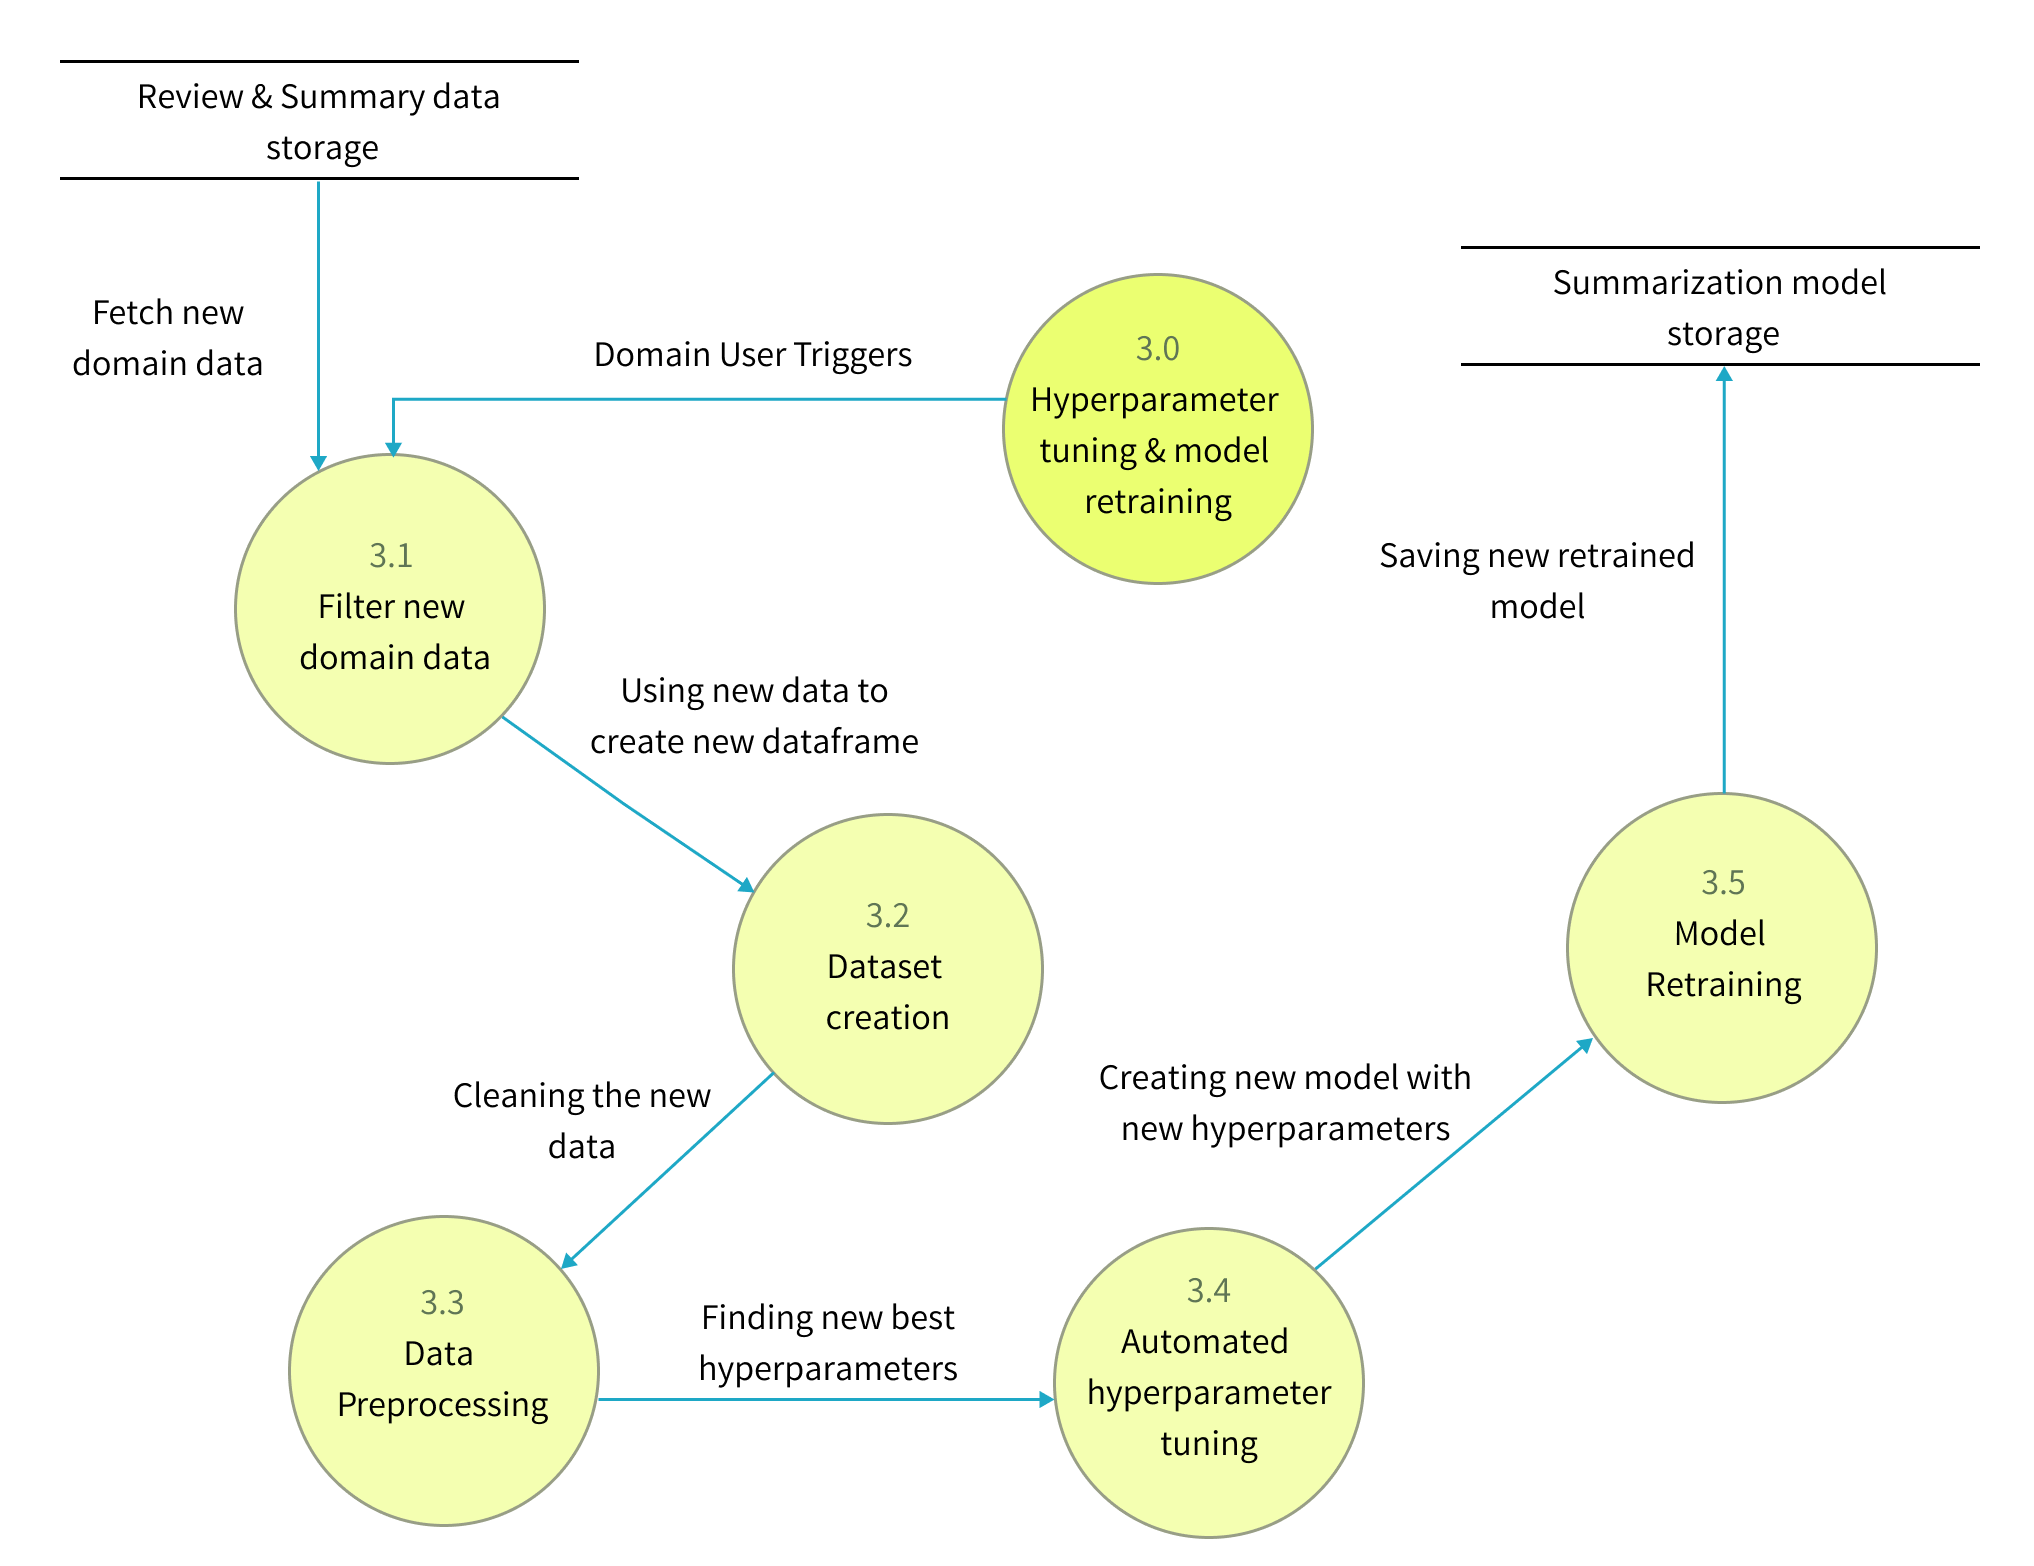 Review & Summary data
storage
Fetch new
domain data
Domain User Triggers
3.0
Hyperparameter
tuning & model
retraining
Summarization model
storage
Saving new retrained
model
3.1
Filter new
domain data
Using new data to
create new dataframe
3.2
Dataset
creation
3.5
Model
Retraining
Cleaning the new
data
Creating new model with
new hyperparameters
3.3
Data
Preprocessing
Finding new best
hyperparameters
3.4
Automated
hyperparameter
tuning